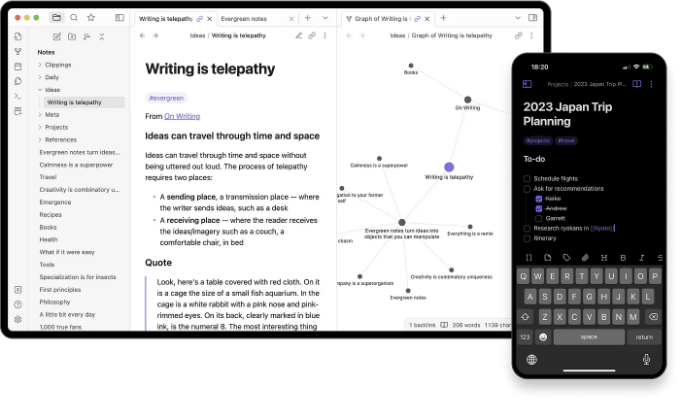 Writing is telepathy
Evergreen notes
Graph of Writing is t
Notes
Clippings
Daily
Ideas
Writing is telepathy
Meta
Projects
References
Evergreen notes turn ideas...
Calmness is a superpower
Travel
Creativity is combinatory u...
Emergence
Recipes
Books
Health
What if it were easy
Tools
Specialization is for insects
First principles
Philosophy
A little bit every day
1,000 true fans
Ideas / Writing is telepathy
Writing is telepathy
#evergreen
From On Writing
Ideas can travel through time and space
Ideas can travel through time and space without
being uttered out loud. The process of telepathy
requires two places:
A sending place, a transmission place — where
the writer sends ideas, such as a desk
A receiving place — where the reader receives
the ideas/imagery such as a couch, a
comfortable chair, in bed
Quote
Look, here's a table covered with red cloth. On it
is a cage the size of a small fish aquarium. In the
cage is a white rabbit with a pink nose and pink-
rimmed eyes. On its back, clearly marked in blue
ink, is the numeral 8. The most interesting thing
Ideas / Graph of Writing is telepathy
Books
On Writing
Calmness is a superpower
Writing is telepathy
gation to your former
self
Evergreen notes turn ideas into
objects that you can manipulate
Everything is a remix
chasm
mpany is a superorganism
Creativity is combinatory uniqueness
Evergreen notes
1 backlink
206 words
1139 char
18:20
Projects / 2023 Japan Trip Pl...
2023 Japan Trip
Planning
#projects
#travel
To-do
Schedule flights
Ask for recommendations
Keiko
Andrew
Garrett
Research ryokans in [[Kyoto]]
Itinerary
Q W E R T Y U I O P
A S D F G H J K L
Z X C V B N M
123
space
return